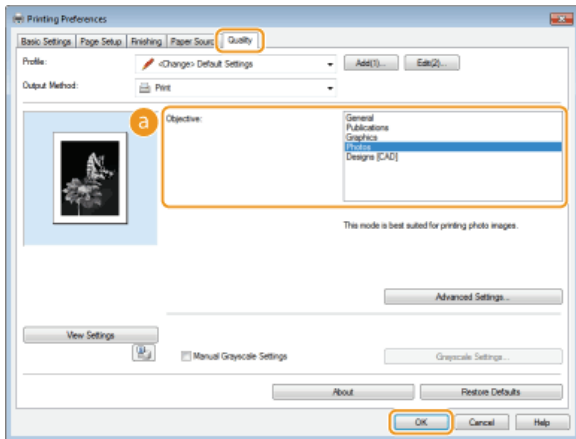 Printing Preferences
Basic Settings Page Setup Finishing Paper Source Quality
Profile: <Change> Default Settings Add(1)... Edit(2)...
Output Method: Print
a
Objective:
General
Publications
Graphics
Photos
Designs [CAD]
This mode is best suited for printing photo images.
Advanced Settings...
View Settings
Manual Grayscale Settings Grayscale Settings...
About Restore Defaults
OK Cancel Help